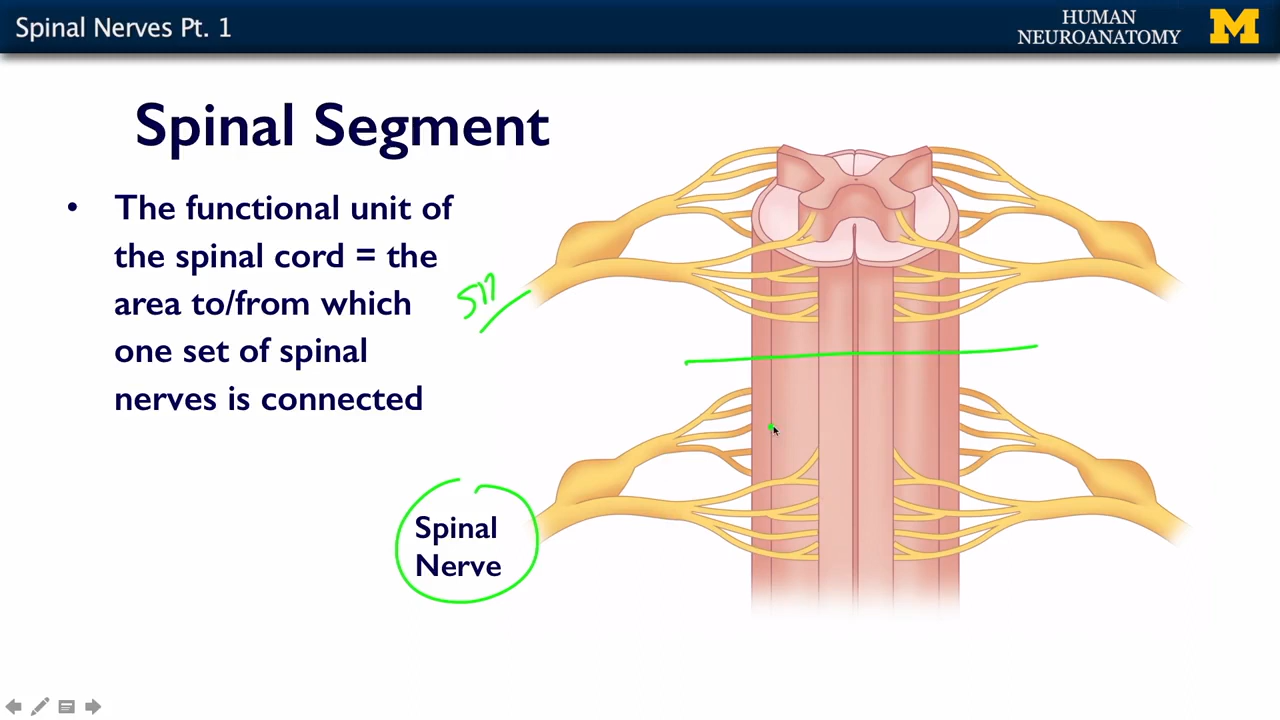 Spinal Nerves Pt. 1
HUMAN
NEUROANATOMY
M
Spinal Segment
• The functional unit of
the spinal cord = the
area to/from which
one set of spinal
nerves is connected
Spinal
Nerve